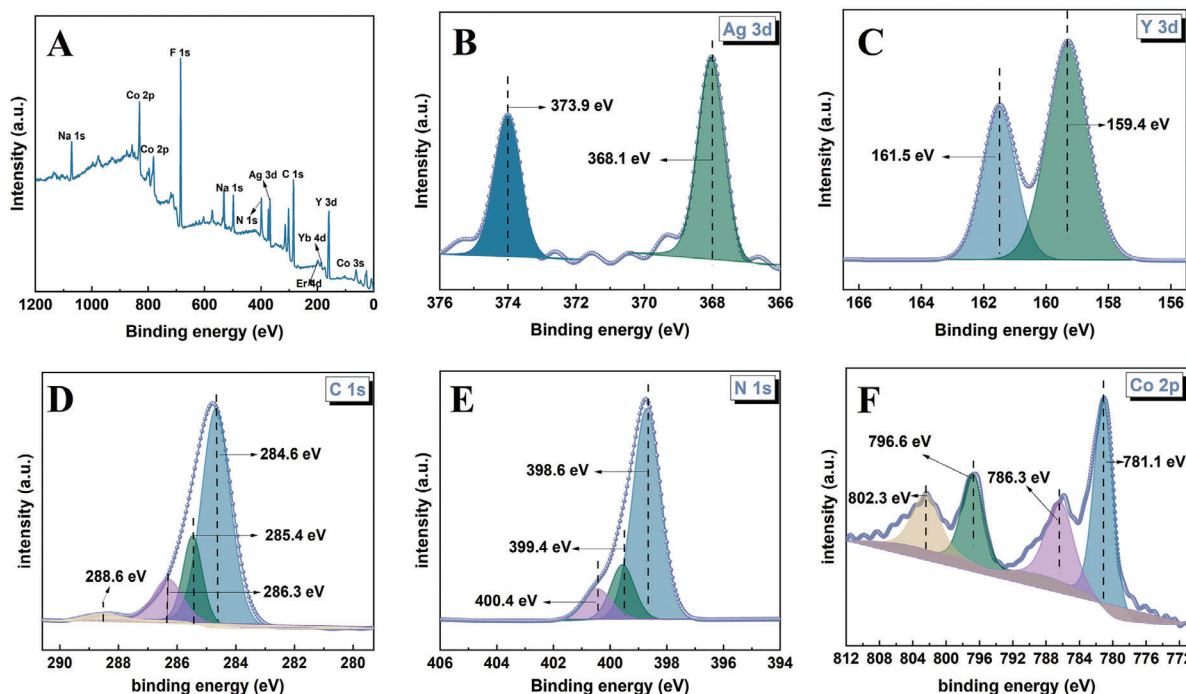 A
F 1s
Co 2p
Na 1s
Co 2p
Ag 3d
C 1s
Na 1s
N 1s
Y 3d
Yb 4d
Co 3s
Er 4d
Intensity (a.u.)
1200 1000 800 600 400 200 0
Binding energy (eV)
B
Ag 3d
373.9 eV
368.1 eV
Intensity (a.u.)
376 374 372 370 368 366
Binding energy (eV)
C
Y 3d
159.4 eV
161.5 eV
Intensity (a.u.)
166 164 162 160 158 156
Binding energy (eV)
D
C 1s
284.6 eV
285.4 eV
288.6 eV
286.3 eV
intensity (a.u.)
290 288 286 284 282 280
binding energy (eV)
E
N 1s
398.6 eV
399.4 eV
400.4 eV
intensity (a.u.)
406 404 402 400 398 396 394
binding energy (eV)
F
Co 2p
796.6 eV
786.3 eV
781.1 eV
802.3 eV
intensity (a.u.)
812 808 804 800 796 792 788 784 780 776 772
binding energy (eV)